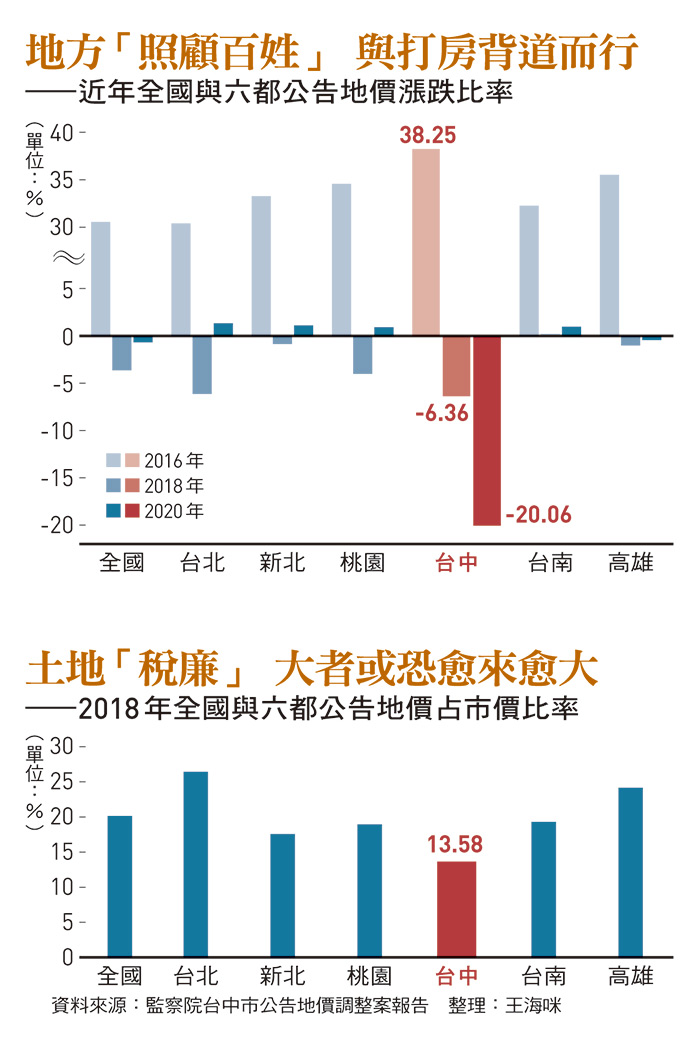 地方「照顧百姓」 與打房背道而行
——近年全國與六都公告地價漲跌比率
（單位：%）
40
35
30
5
0
-5
-10
-15
-20
38.25
-6.36
-20.06
2016年
2018年
2020年
全國 台北 新北 桃園 台中 台南 高雄
土地「稅廉」 大者或恐愈來愈大
——2018年全國與六都公告地價占市價比率
（單位：%）
30
25
20
15
10
5
0
13.58
全國 台北 新北 桃園 台中 台南 高雄
資料來源：監察院台中市公告地價調整案報告 整理：王海咪